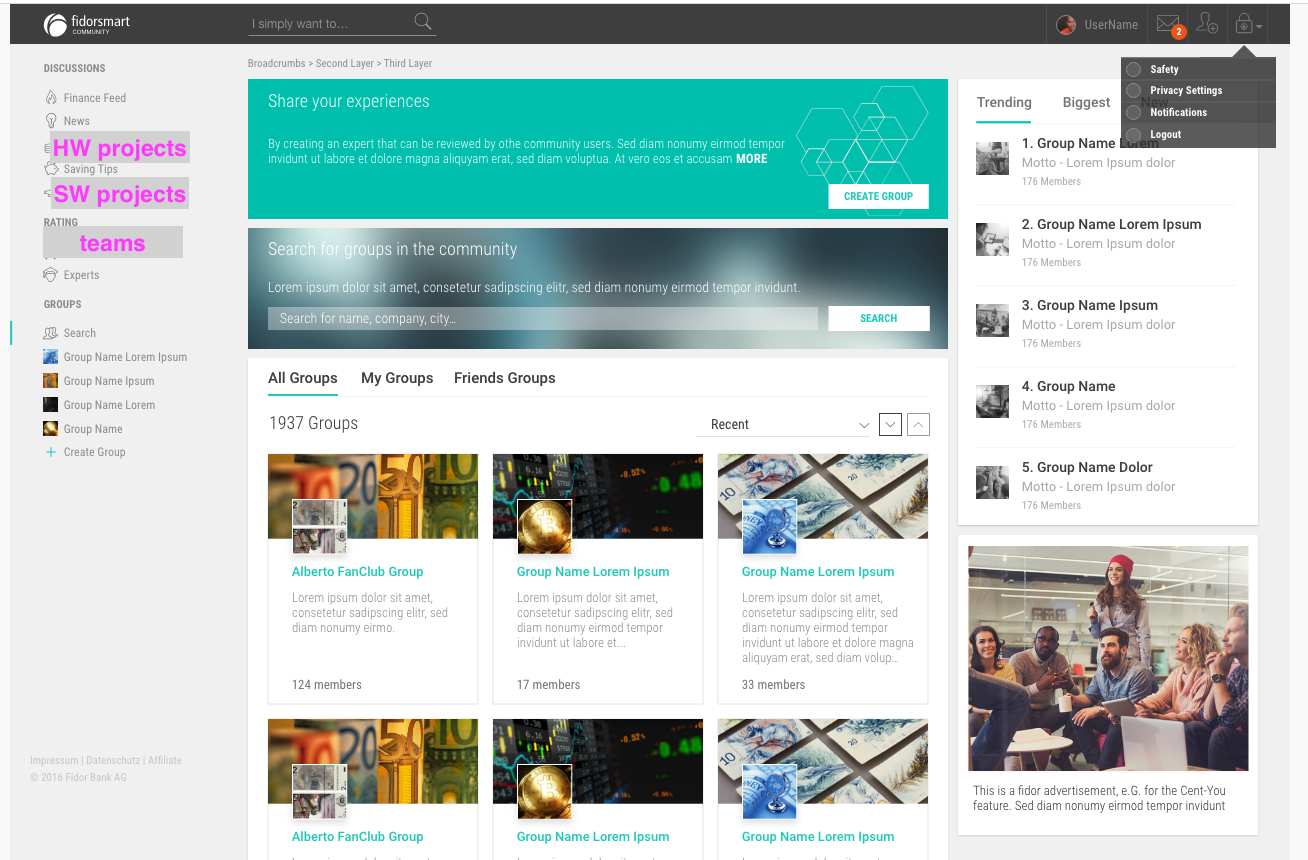 fidorsmart
COMMUNITY
I simply want to...
UserName
2
Safety
Privacy Settings
Notifications
Logout
DISCUSSIONS
Finance Feed
News
HW projects
Saving Tips
SW projects
RATING
teams
Experts
GROUPS
Search
Group Name Lorem Ipsum
Group Name Ipsum
Group Name Lorem
Group Name
Create Group
Impressum | Datenschutz | Affiliate
© 2016 Fidor Bank AG
Breadcrumbs > Second Layer > Third Layer
Share your experiences
By creating an expert that can be reviewed by othe community users. Sed diam nonumy eirmod tempor
invidunt ut labore et dolore magna aliquyam erat, sed diam voluptua. At vero eos et accusam MORE
CREATE GROUP
Search for groups in the community
Lorem ipsum dolor sit amet, consetetur sadipscing elitr, sed diam nonumy eirmod tempor invidunt.
Search for name, company, city...
SEARCH
All Groups My Groups Friends Groups
1937 Groups
Recent
Alberto FanClub Group
Lorem ipsum dolor sit amet,
consetetur sadipscing elitr, sed
diam nonumy eirmo.
124 members
Group Name Lorem Ipsum
Lorem ipsum dolor sit amet,
consetetur sadipscing elitr, sed
diam nonumy eirmod tempor
invidunt ut labore et...
17 members
Group Name Lorem Ipsum
Lorem ipsum dolor sit amet,
consetetur sadipscing elitr, sed
diam nonumy eirmod tempor
invidunt ut labore et dolore magna
aliquyam erat, sed diam volup...
33 members
Alberto FanClub Group
Group Name Lorem Ipsum
Group Name Lorem Ipsum
Trending Biggest New
1. Group Name Lorem
Motto - Lorem Ipsum dolor
176 Members
2. Group Name Lorem Ipsum
Motto - Lorem Ipsum dolor
176 Members
3. Group Name Ipsum
Motto - Lorem Ipsum dolor
176 Members
4. Group Name
Motto - Lorem Ipsum dolor
176 Members
5. Group Name Dolor
Motto - Lorem Ipsum dolor
176 Members
This is a fidor advertisement, e.G. for the Cent-You
feature. Sed diam nonumy eirmod tempor invidunt